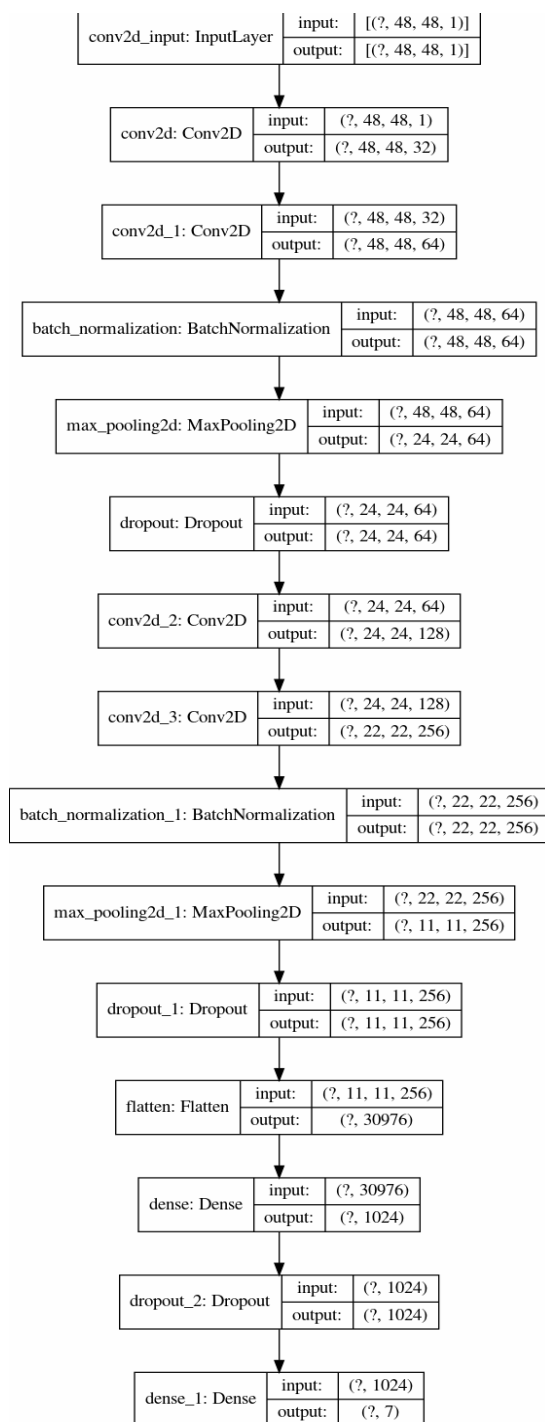 conv2d_input: InputLayer
input:
[(?, 48, 48, 1)]
output:
[(?, 48, 48, 1)]
conv2d: Conv2D
input:
(?, 48, 48, 1)
output:
(?, 48, 48, 32)
conv2d_1: Conv2D
input:
(?, 48, 48, 32)
output:
(?, 48, 48, 64)
batch_normalization: BatchNormalization
input:
(?, 48, 48, 64)
output:
(?, 48, 48, 64)
max_pooling2d: MaxPooling2D
input:
(?, 48, 48, 64)
output:
(?, 24, 24, 64)
dropout: Dropout
input:
(?, 24, 24, 64)
output:
(?, 24, 24, 64)
conv2d_2: Conv2D
input:
(?, 24, 24, 64)
output:
(?, 24, 24, 128)
conv2d_3: Conv2D
input:
(?, 24, 24, 128)
output:
(?, 22, 22, 256)
batch_normalization_1: BatchNormalization
input:
(?, 22, 22, 256)
output:
(?, 22, 22, 256)
max_pooling2d_1: MaxPooling2D
input:
(?, 22, 22, 256)
output:
(?, 11, 11, 256)
dropout_1: Dropout
input:
(?, 11, 11, 256)
output:
(?, 11, 11, 256)
flatten: Flatten
input:
(?, 11, 11, 256)
output:
(?, 30976)
dense: Dense
input:
(?, 30976)
output:
(?, 1024)
dropout_2: Dropout
input:
(?, 1024)
output:
(?, 1024)
dense_1: Dense
input:
(?, 1024)
output:
(?, 7)